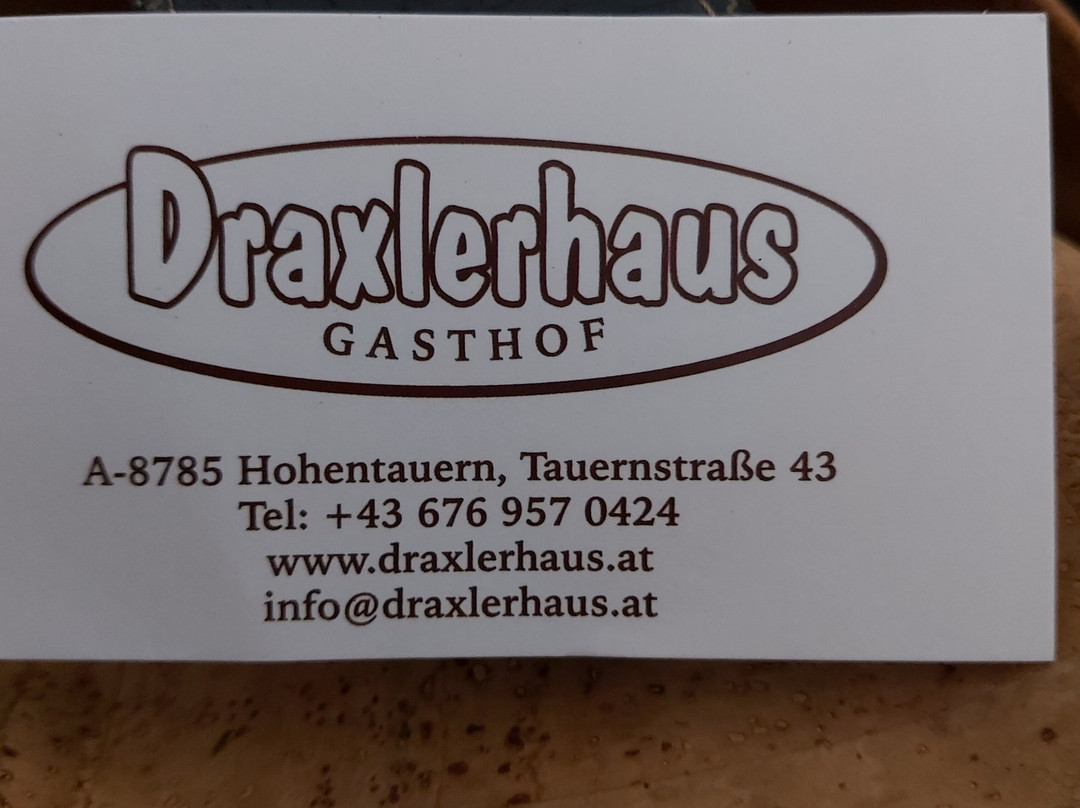 Draxlerhaus
GASTHOF
A-8785 Hohentauern, Tauernstraße 43
Tel: +43 676 957 0424
www.draxlerhaus.at
info@draxlerhaus.at